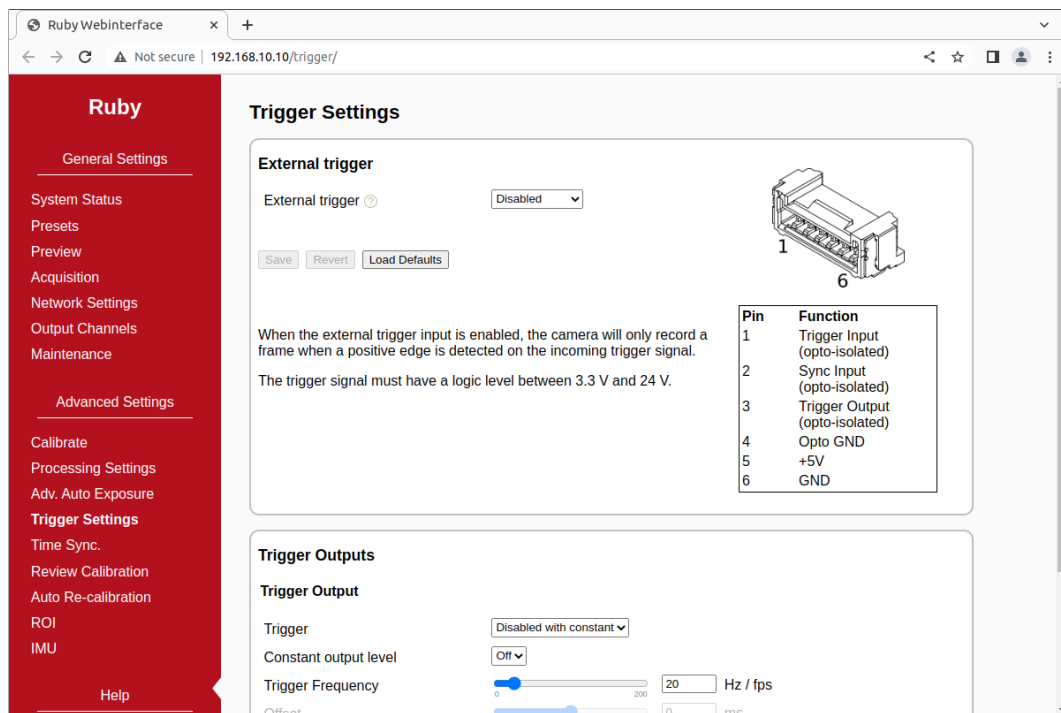 Ruby Webinterface
Not secure
192.168.10.10/trigger/
Ruby
General Settings
System Status
Presets
Preview
Acquisition
Network Settings
Output Channels
Maintenance
Advanced Settings
Calibrate
Processing Settings
Adv. Auto Exposure
Trigger Settings
Time Sync.
Review Calibration
Auto Re-calibration
ROI
IMU
Help
Trigger Settings
External trigger
External trigger ?
Disabled
Save Revert Load Defaults
When the external trigger input is enabled, the camera will only record a
frame when a positive edge is detected on the incoming trigger signal.
The trigger signal must have a logic level between 3.3 V and 24 V.
1
6
Pin Function
1 Trigger Input
(opto-isolated)
2 Sync Input
(opto-isolated)
3 Trigger Output
(opto-isolated)
4 Opto GND
5 +5V
6 GND
Trigger Outputs
Trigger Output
Trigger Disabled with constant
Constant output level Off
Trigger Frequency 20 Hz / fps
0 200
Offset 0 ms